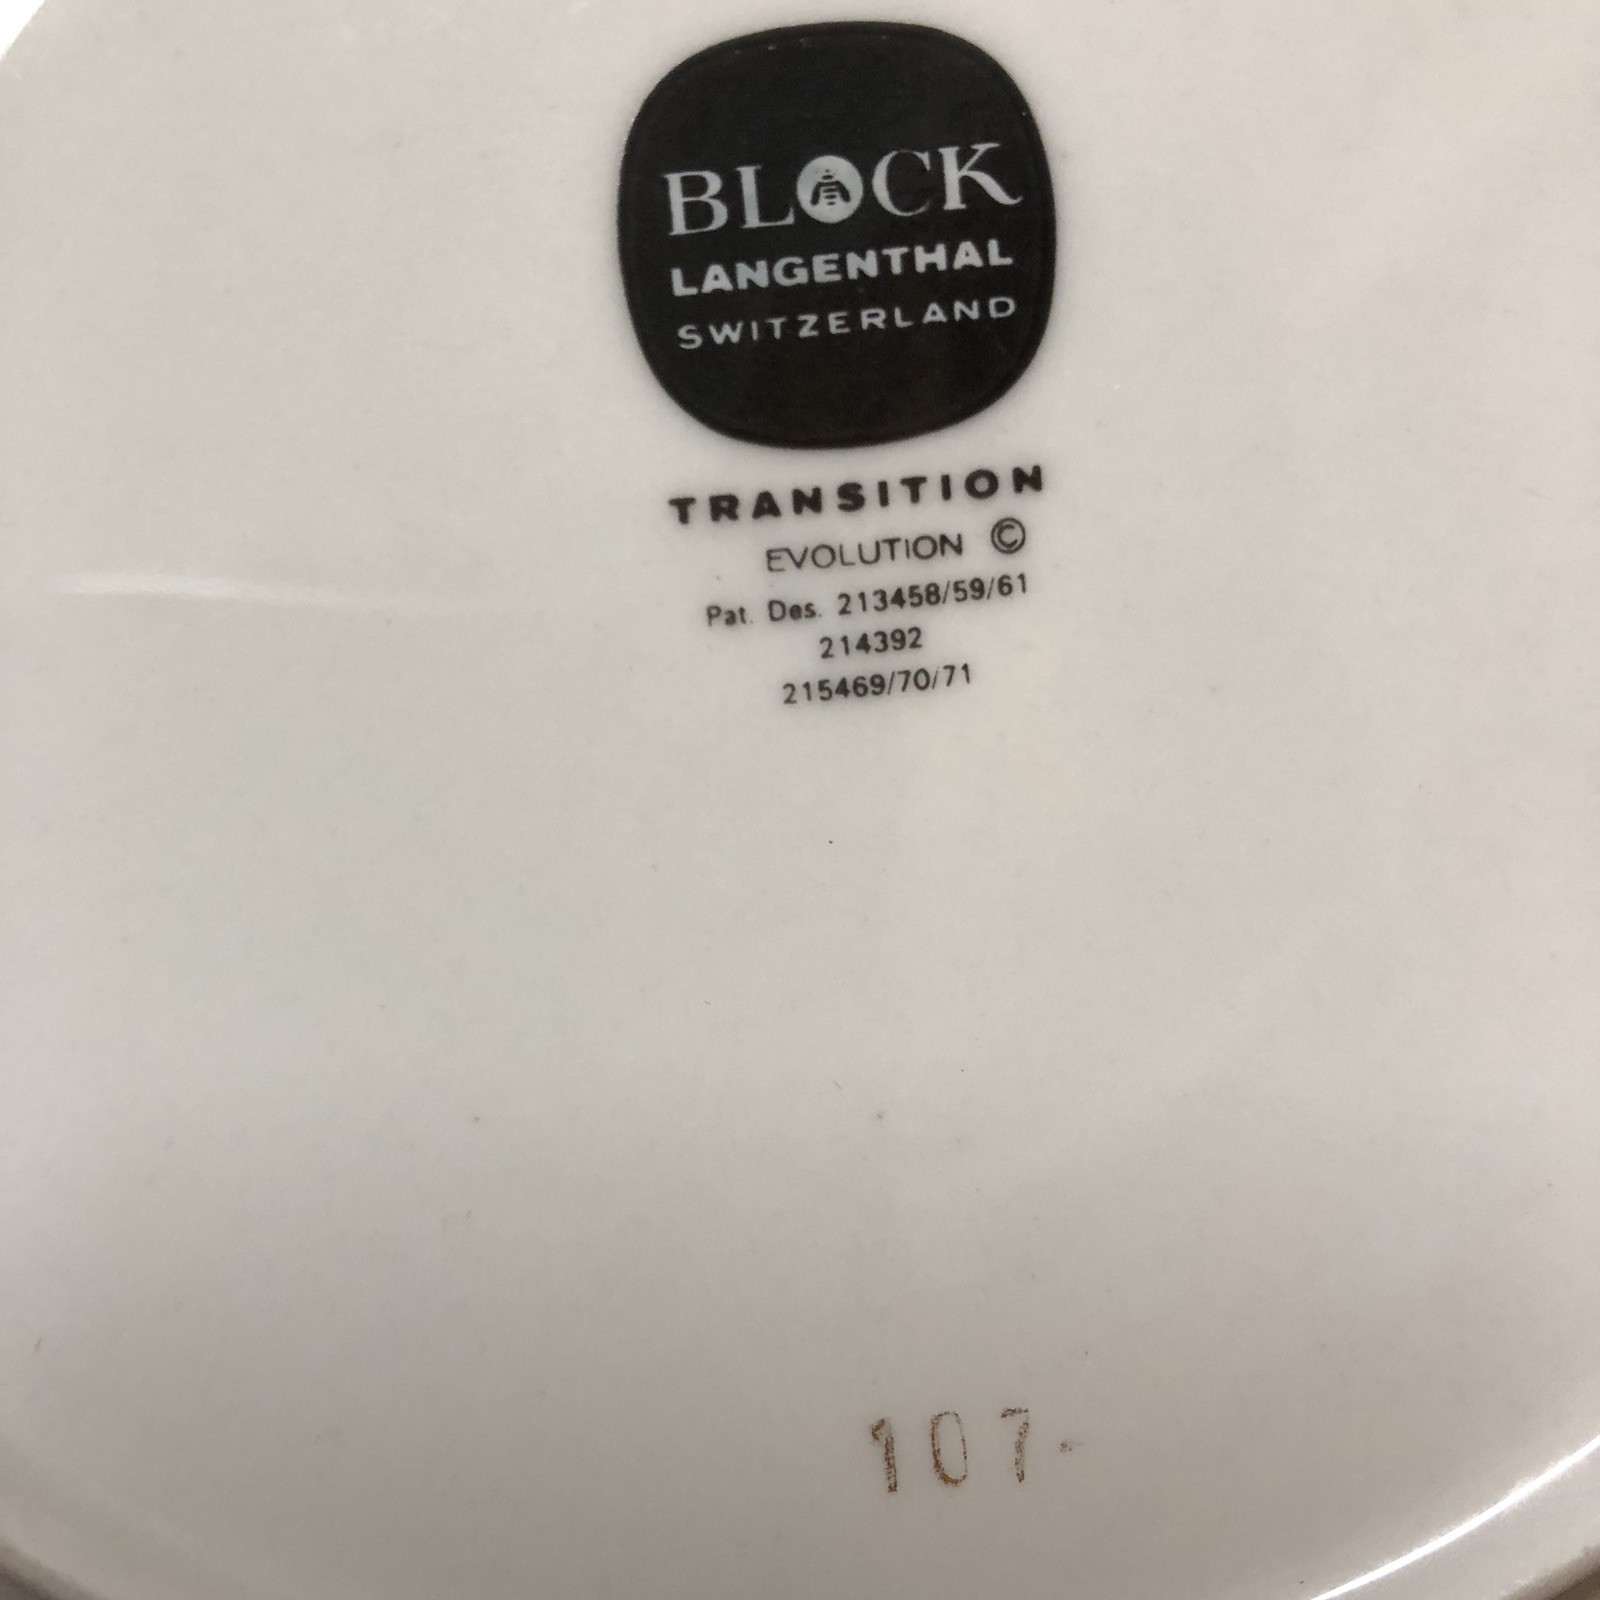 BLOCK
LANGENTHAL
SWITZERLAND
TRANSITION
EVOLUTION ©
Pat. Des. 213458/59/61
214392
215469/70/71
107-